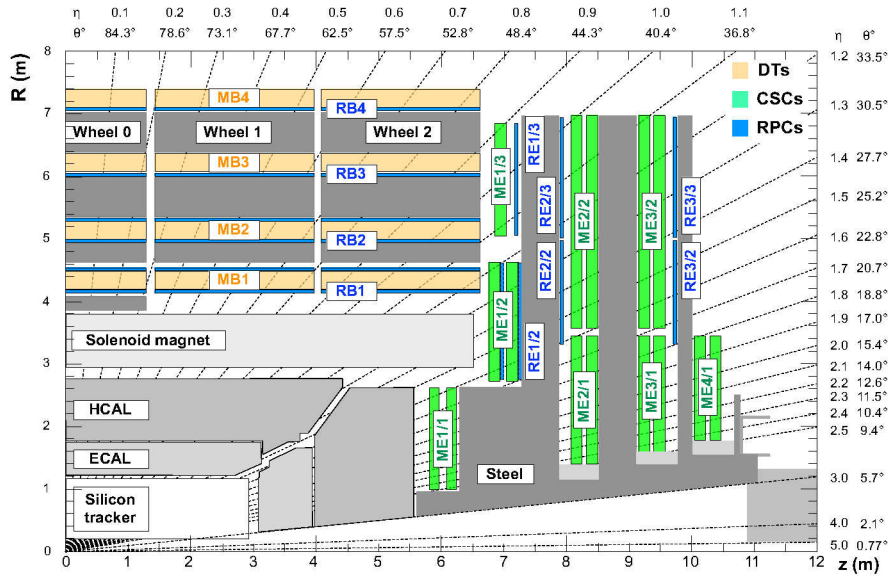 η 0.1 0.2 0.3 0.4 0.5 0.6 0.7 0.8 0.9 1.0 1.1 η θ°
θ° 84.3° 78.6° 73.1° 67.7° 62.5° 57.5° 52.8° 48.4° 44.3° 40.4° 36.8°
R (m)
8
7
6
5
4
3
2
1
0
1.2 33.5°
1.3 30.5°
1.4 27.7°
1.5 25.2°
1.6 22.8°
1.7 20.7°
1.8 18.8°
1.9 17.0°
2.0 15.4°
2.1 14.0°
2.2 12.6°
2.3 11.5°
2.4 10.4°
2.5 9.4°
3.0 5.7°
4.0 2.1°
5.0 0.77°
DTs
CSCs
RPCs
MB4
RB4
Wheel 0 Wheel 1 Wheel 2
MB3
RB3
MB2
RB2
MB1
RB1
Solenoid magnet
HCAL
ECAL
Silicon
tracker
Steel
ME1/3
RE1/3
RE2/3
ME2/2
ME3/2
RE3/3
ME1/2
RE2/2
RE3/2
RE1/2
ME1/1
ME2/1
ME3/1
ME4/1
0 1 2 3 4 5 6 7 8 9 10 11 12
z (m)